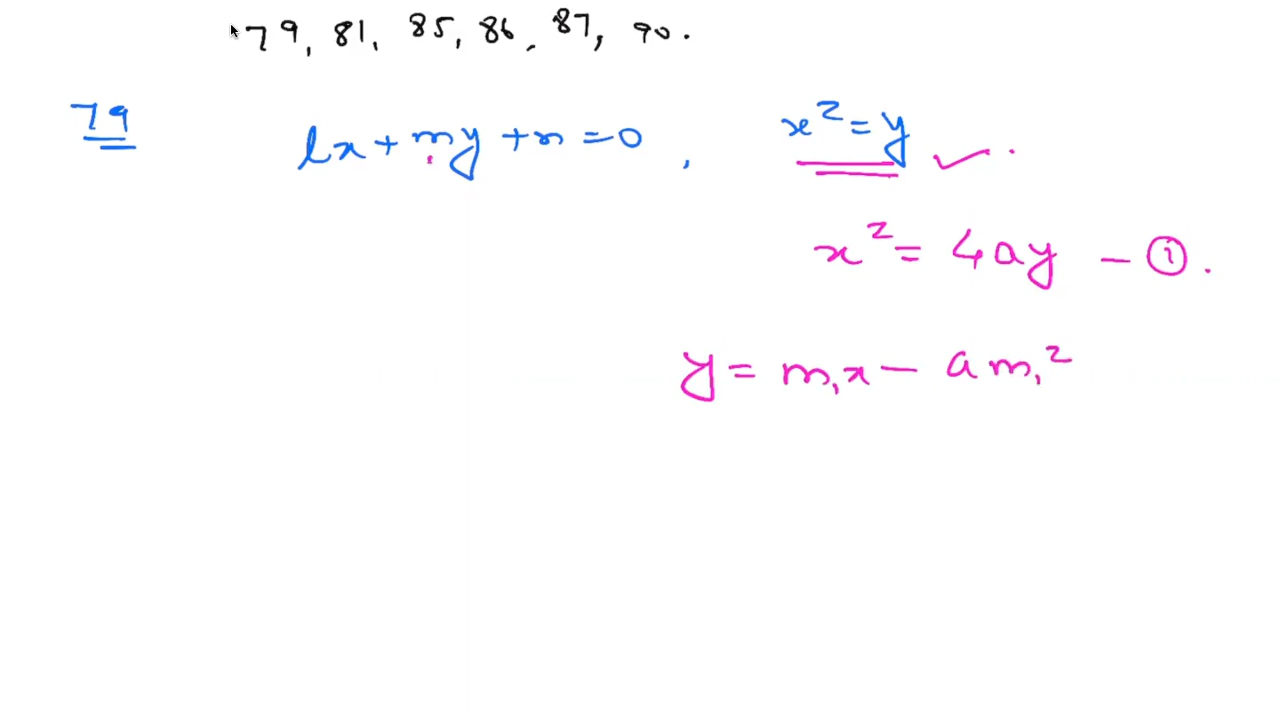 79, 81, 85, 86, 87, 90.
79 lx + my + n = 0 , x² = y
x² = 4ay - ①.
y = m₁x - am₁²